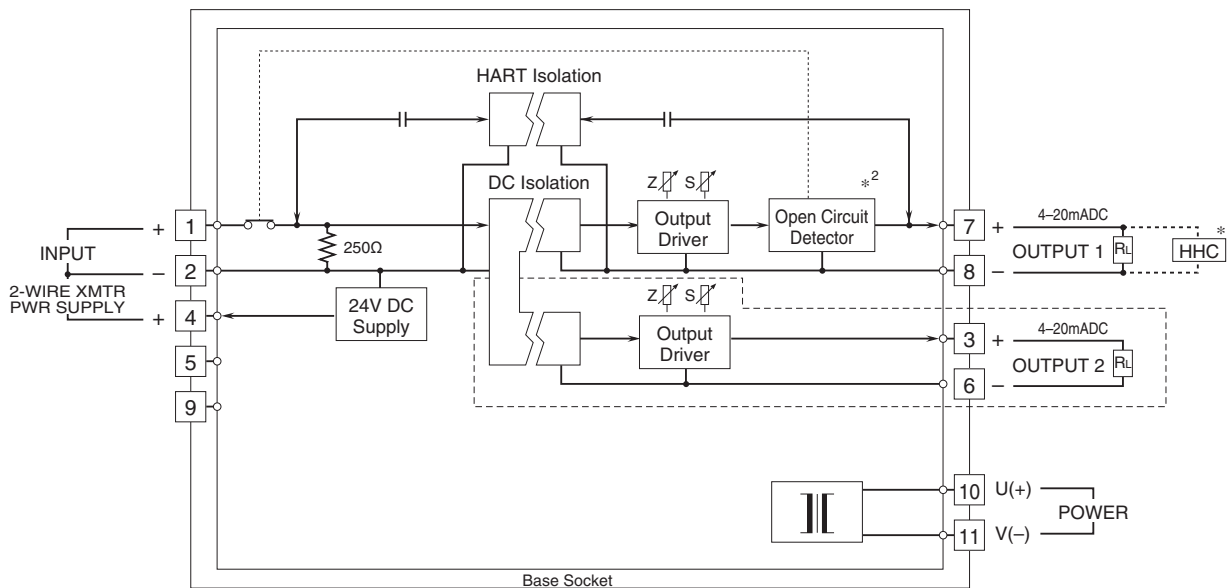 HART Isolation
DC Isolation
Z S
*2
Output
Driver
Open Circuit
Detector
250Ω
24V DC
Supply
Z S
Output
Driver
+ 1
INPUT
– 2
2-WIRE XMTR
PWR SUPPLY
+ 4
5
9
7 +
4–20mADC
OUTPUT 1
RL
HHC
*
8 –
3 +
4–20mADC
OUTPUT 2
RL
6 –
10 U(+)
POWER
11 V(–)
Base Socket